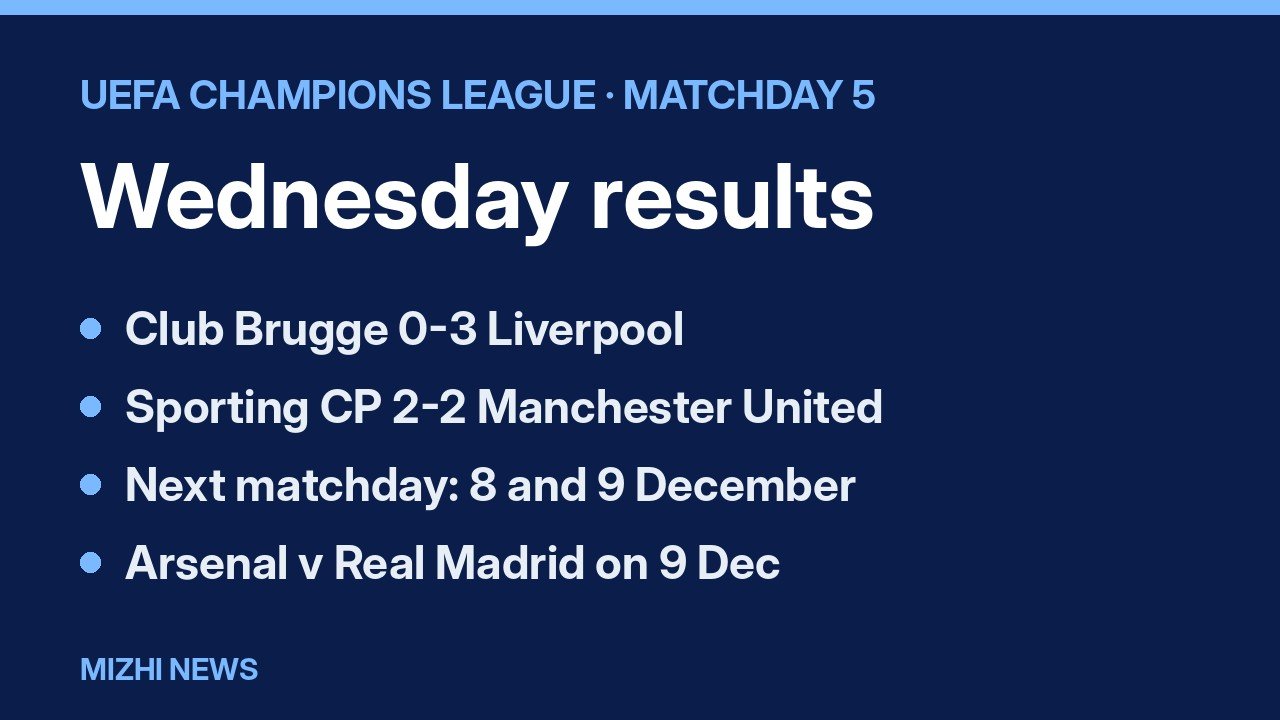 UEFA CHAMPIONS LEAGUE · MATCHDAY 5
Wednesday results
Club Brugge 0-3 Liverpool
Sporting CP 2-2 Manchester United
Next matchday: 8 and 9 December
Arsenal v Real Madrid on 9 Dec
MIZHI NEWS